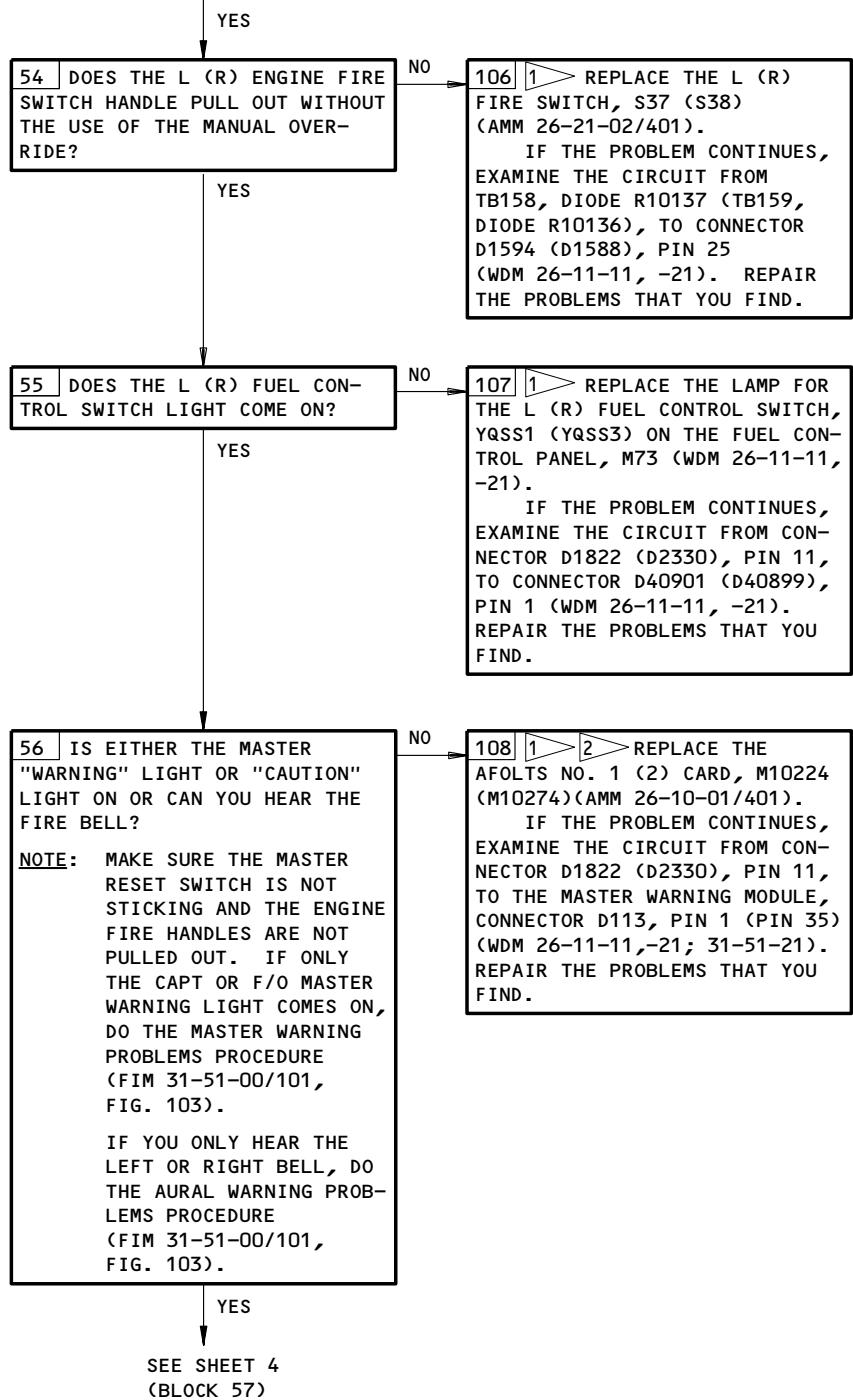 YES
54 DOES THE L (R) ENGINE FIRE
SWITCH HANDLE PULL OUT WITHOUT
THE USE OF THE MANUAL OVER-
RIDE?
NO
106 1 REPLACE THE L (R)
FIRE SWITCH, S37 (S38)
(AMM 26-21-02/401).
IF THE PROBLEM CONTINUES,
EXAMINE THE CIRCUIT FROM
TB158, DIODE R10137 (TB159,
DIODE R10136), TO CONNECTOR
D1594 (D1588), PIN 25
(WDM 26-11-11, -21). REPAIR
THE PROBLEMS THAT YOU FIND.
YES
55 DOES THE L (R) FUEL CON-
TROL SWITCH LIGHT COME ON?
NO
107 1 REPLACE THE LAMP FOR
THE L (R) FUEL CONTROL SWITCH,
YQSS1 (YQSS3) ON THE FUEL CON-
TROL PANEL, M73 (WDM 26-11-11,
-21).
IF THE PROBLEM CONTINUES,
EXAMINE THE CIRCUIT FROM CON-
NECTOR D1822 (D2330), PIN 11,
TO CONNECTOR D40901 (D40899),
PIN 1 (WDM 26-11-11, -21).
REPAIR THE PROBLEMS THAT YOU
FIND.
YES
56 IS EITHER THE MASTER
"WARNING" LIGHT OR "CAUTION"
LIGHT ON OR CAN YOU HEAR THE
FIRE BELL?
NOTE: MAKE SURE THE MASTER
RESET SWITCH IS NOT
STICKING AND THE ENGINE
FIRE HANDLES ARE NOT
PULLED OUT. IF ONLY
THE CAPT OR F/O MASTER
WARNING LIGHT COMES ON,
DO THE MASTER WARNING
PROBLEMS PROCEDURE
(FIM 31-51-00/101,
FIG. 103).
IF YOU ONLY HEAR THE
LEFT OR RIGHT BELL, DO
THE AURAL WARNING PROB-
LEMS PROCEDURE
(FIM 31-51-00/101,
FIG. 103).
NO
108 1 2 REPLACE THE
AFOLTS NO. 1 (2) CARD, M10224
(M10274)(AMM 26-10-01/401).
IF THE PROBLEM CONTINUES,
EXAMINE THE CIRCUIT FROM CON-
NECTOR D1822 (D2330), PIN 11,
TO THE MASTER WARNING MODULE,
CONNECTOR D113, PIN 1 (PIN 35)
(WDM 26-11-11,-21; 31-51-21).
REPAIR THE PROBLEMS THAT YOU
FIND.
YES
SEE SHEET 4
(BLOCK 57)